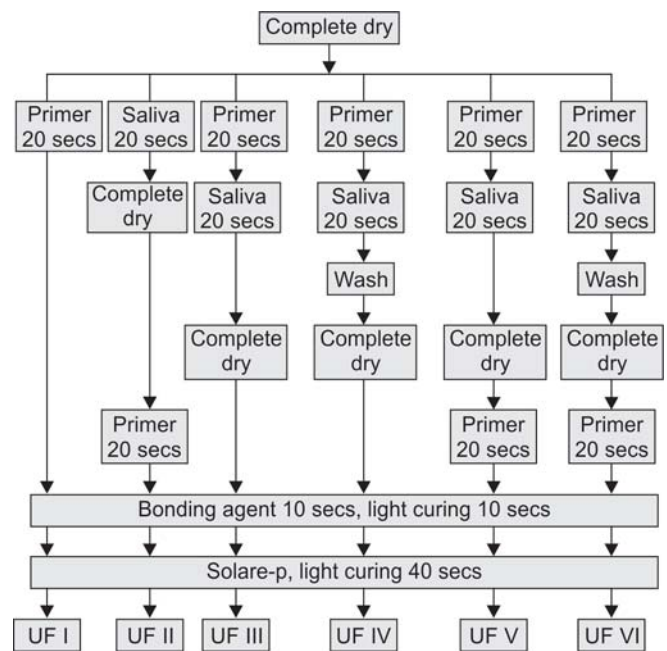 Complete dry
Primer
20 secs
Saliva
20 secs
Primer
20 secs
Primer
20 secs
Primer
20 secs
Primer
20 secs
Complete
dry
Saliva
20 secs
Saliva
20 secs
Saliva
20 secs
Saliva
20 secs
Wash
Wash
Complete
dry
Complete
dry
Complete
dry
Complete
dry
Primer
20 secs
Primer
20 secs
Primer
20 secs
Bonding agent 10 secs, light curing 10 secs
Solare-p, light curing 40 secs
UF I
UF II
UF III
UF IV
UF V
UF VI